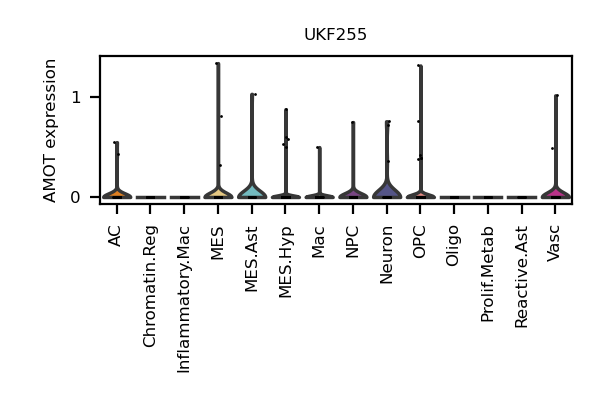 UKF255
AMOT expression
1
0
AC
Chromatin.Reg
Inflammatory.Mac
MES
MES.Ast
MES.Hyp
Mac
NPC
Neuron
OPC
Oligo
Prolif.Metab
Reactive.Ast
Vasc